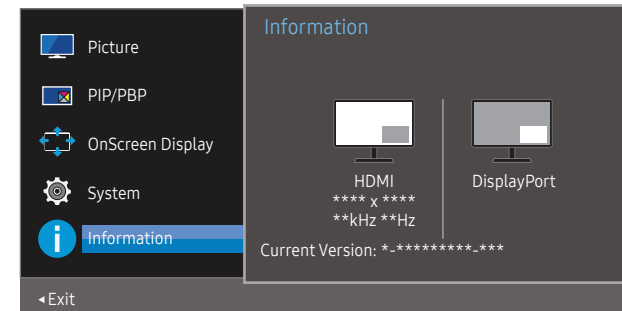 Picture
PIP/PBP
OnScreen Display
System
Information
Information
HDMI
**** x ****
**kHz **Hz
DisplayPort
Current Version: *-*********-***
◂Exit